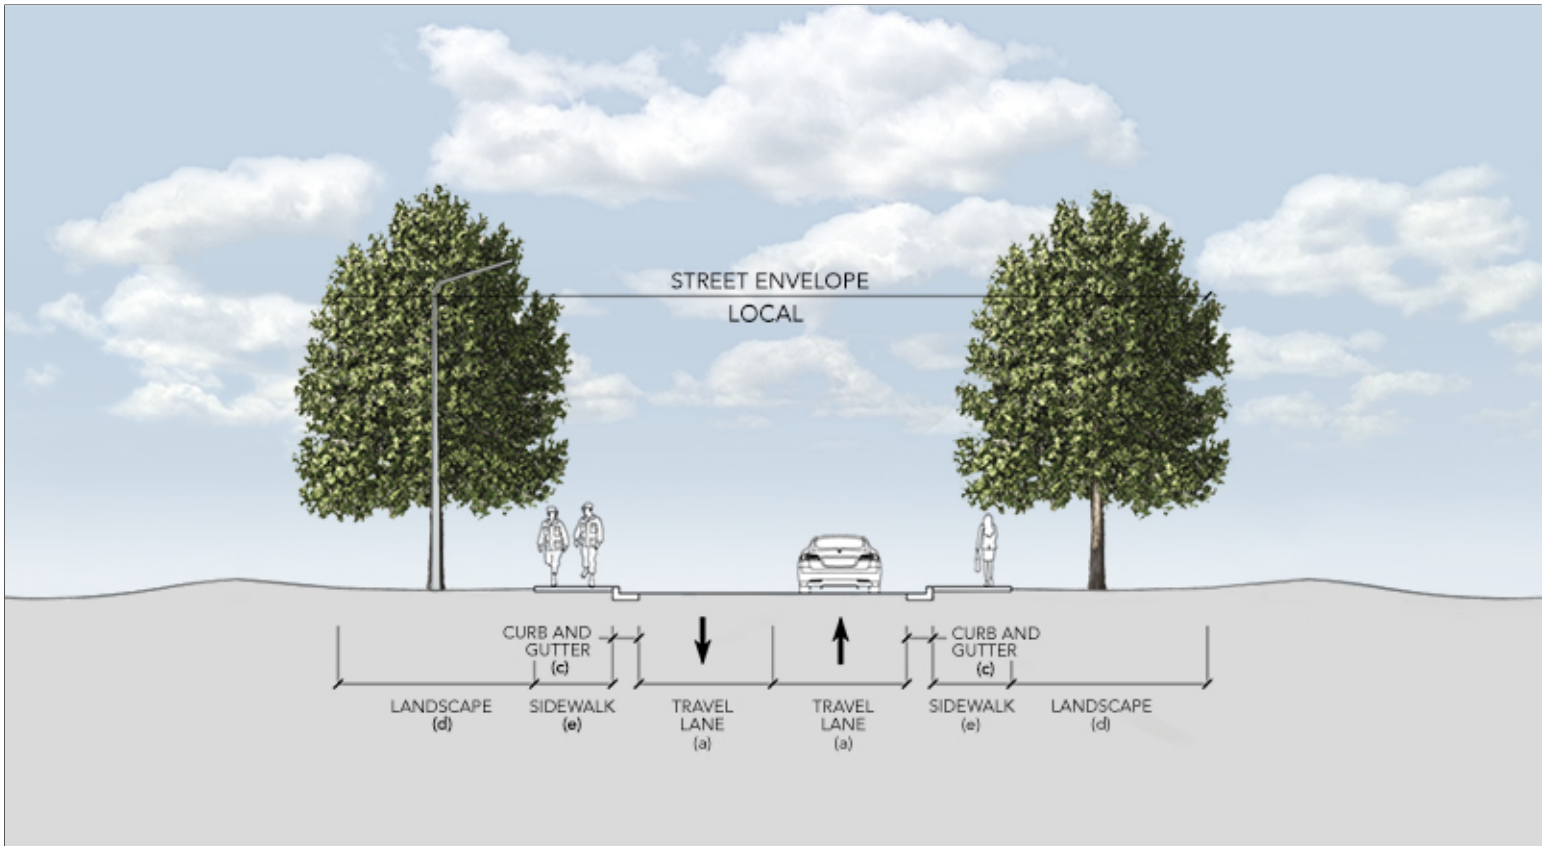 STREET ENVELOPE
LOCAL
CURB AND
GUTTER
(c)
CURB AND
GUTTER
(c)
LANDSCAPE
(d)
SIDEWALK
(e)
TRAVEL
LANE
(a)
TRAVEL
LANE
(a)
SIDEWALK
(e)
LANDSCAPE
(d)